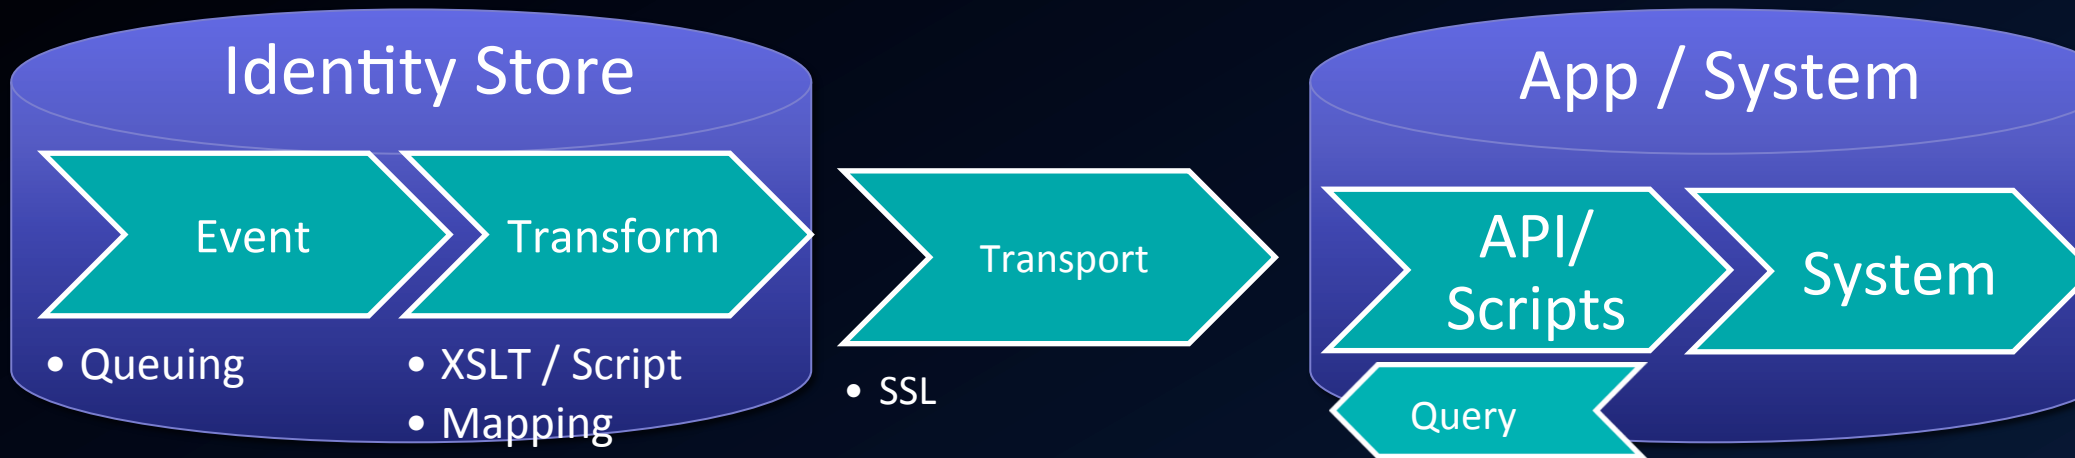 Identity Store
Event
Transform
• Queuing
• XSLT / Script
• Mapping
Transport
• SSL
App / System
API/
Scripts
System
Query